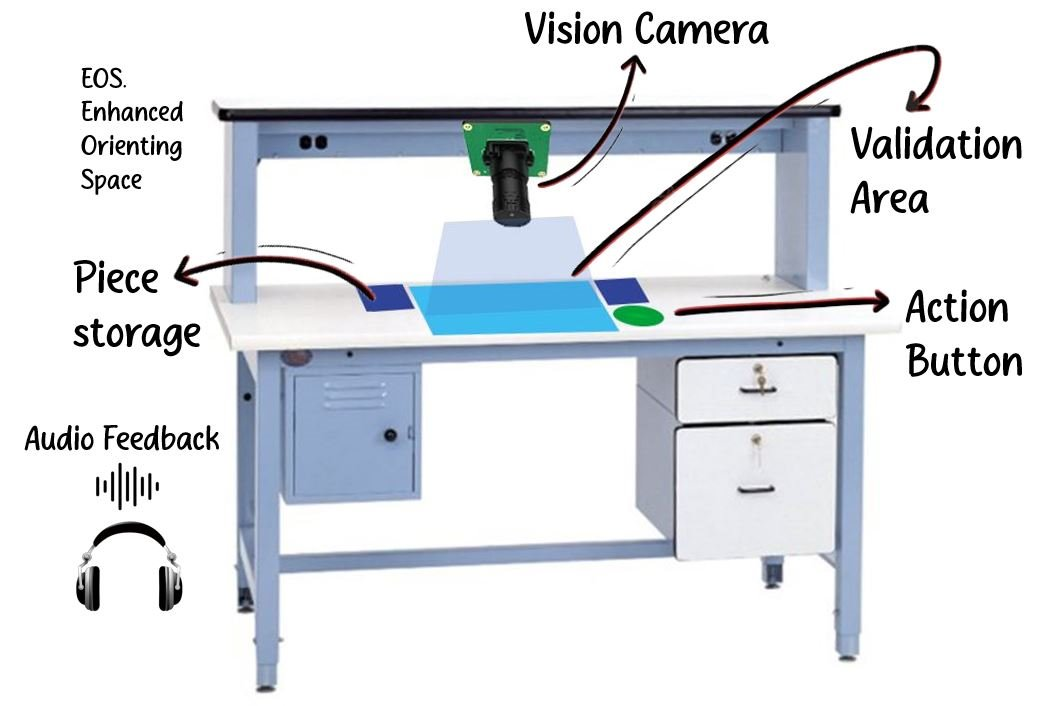 Vision Camera
EOS.
Enhanced
Orienting
Space
Validation
Area
Piece
storage
Action
Button
Audio Feedback